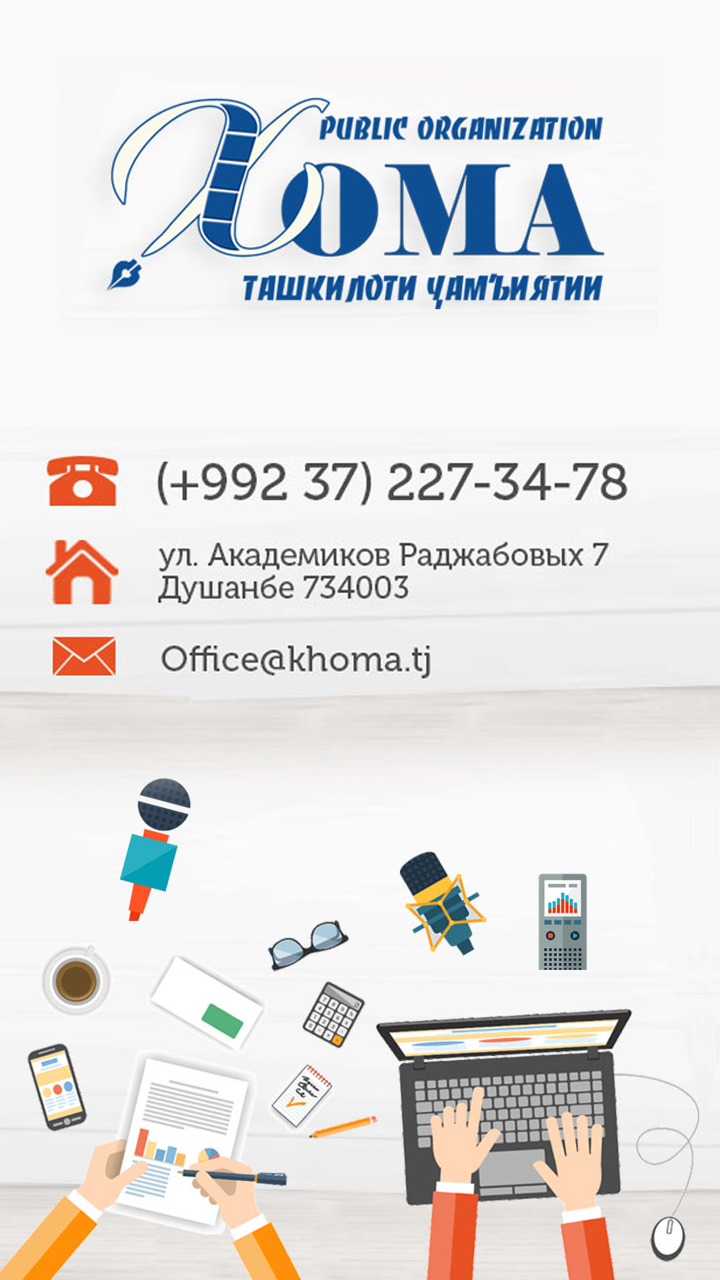 PUBLIC ORGANIZATION
ХОМА
ТАШКИЛОТИ ҶАМЪИЯТИИ
(+992 37) 227-34-78
ул. Академиков Раджабовых 7
Душанбе 734003
Office@khoma.tj